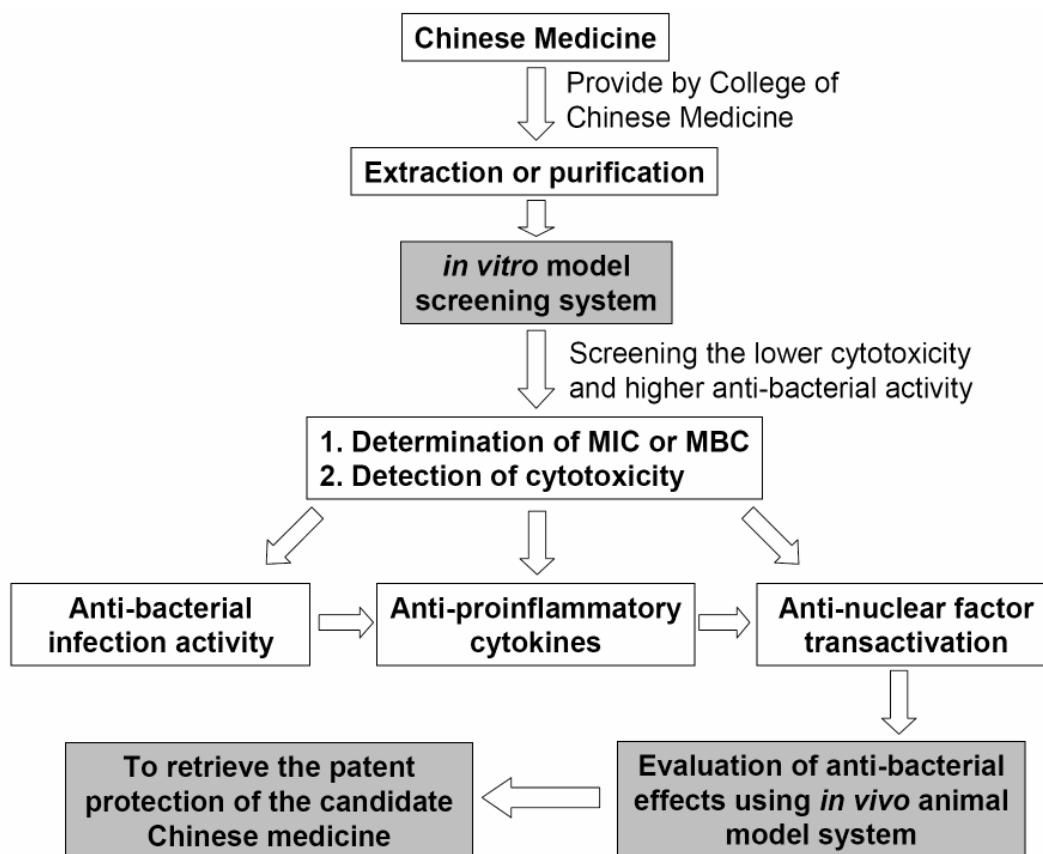 Chinese Medicine
Provide by College of
Chinese Medicine
Extraction or purification
in vitro model
screening system
Screening the lower cytotoxicity
and higher anti-bacterial activity
1. Determination of MIC or MBC
2. Detection of cytotoxicity
Anti-bacterial
infection activity
Anti-proinflammatory
cytokines
Anti-nuclear factor
transactivation
Evaluation of anti-bacterial
effects using in vivo animal
model system
To retrieve the patent
protection of the candidate
Chinese medicine